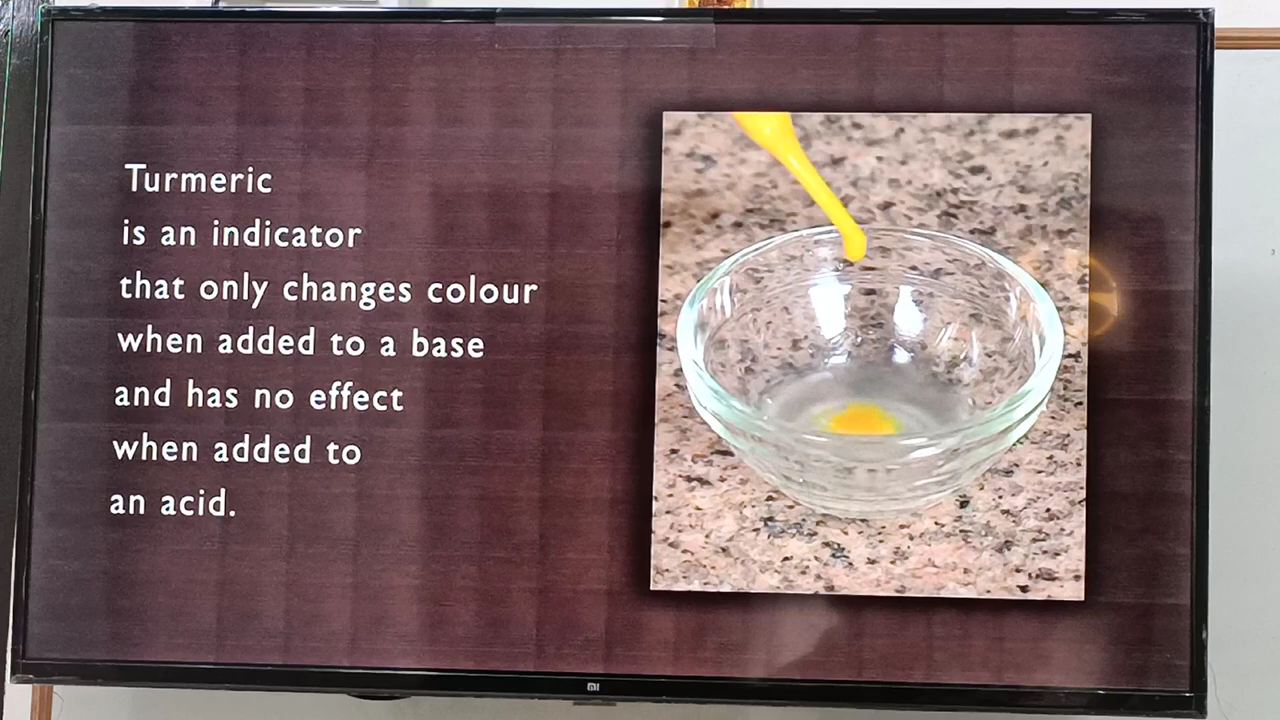 Turmeric
is an indicator
that only changes colour
when added to a base
and has no effect
when added to
an acid.
mi